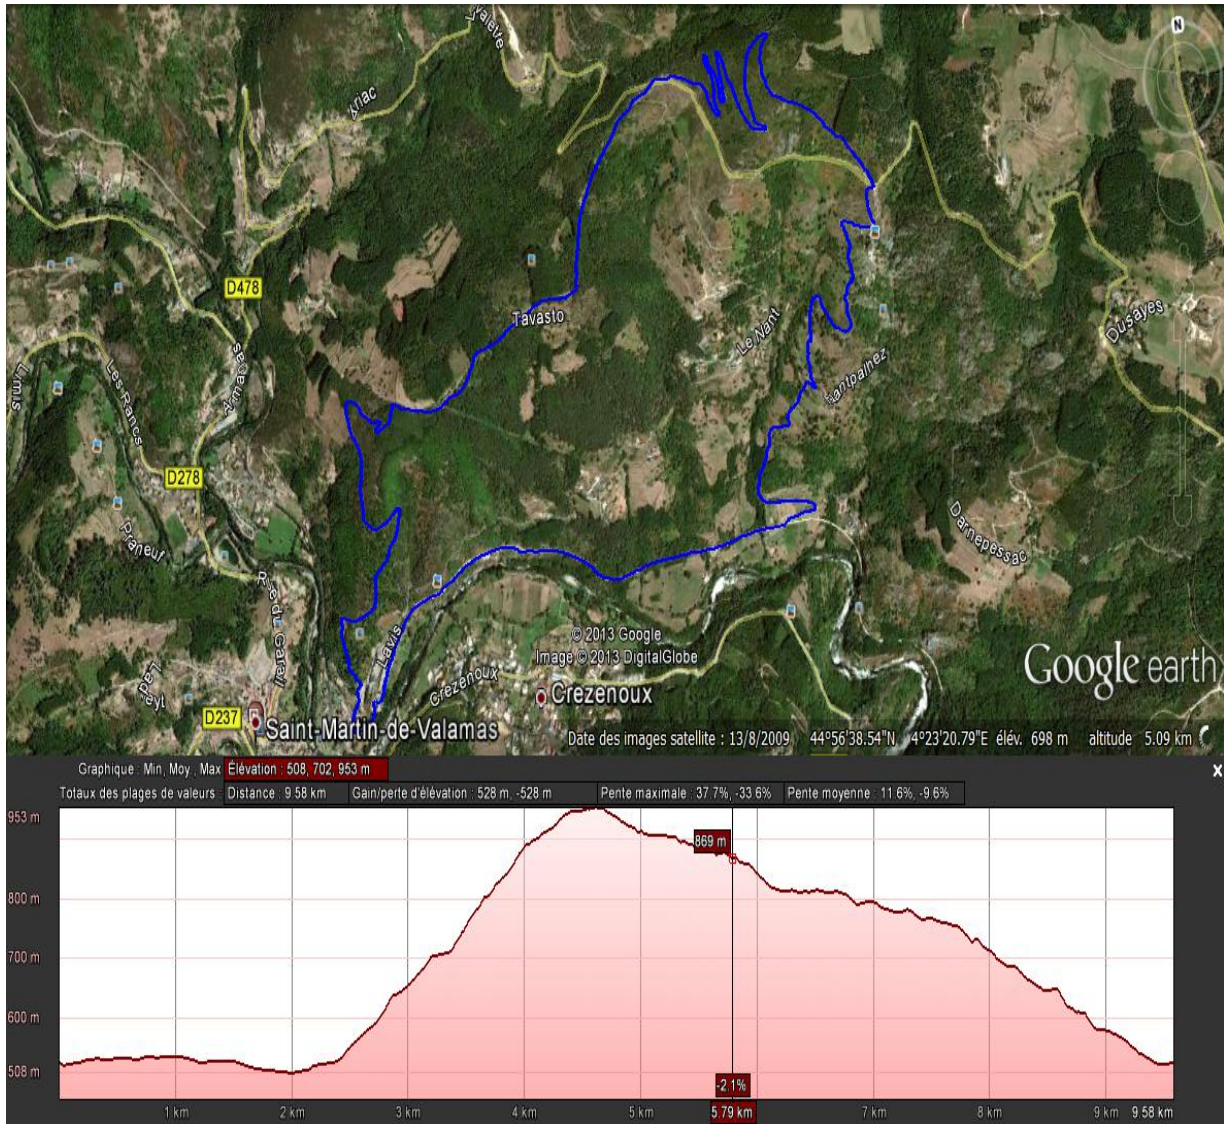 N
Yriac
D478
Tavasto
Le Nant
Dusayes
Nantpalhez
Armac
Les Rancs
D278
Darnepessac
Praneuf
Lavis
© 2013 Google
Image © 2013 DigitalGlobe
Google earth
Crezenoux
Crezenoux
D237
Saint-Martin-de-Valamas
Date des images satellite : 13/8/2009 44°56'38.54"N 4°23'20.79"E élév. 698 m altitude 5.09 km
Graphique : Min, Moy., Max Élévation : 508, 702, 953 m
x
Totaux des plages de valeurs : Distance : 9.58 km Gain/perte d'élévation : 528 m, -528 m Pente maximale : 37.7%, -33.6% Pente moyenne : 11.6%, -9.6%
953 m
869 m
800 m
700 m
600 m
508 m
-2.1%
1 km 2 km 3 km 4 km 5 km 5.79 km 7 km 8 km 9 km 9.58 km